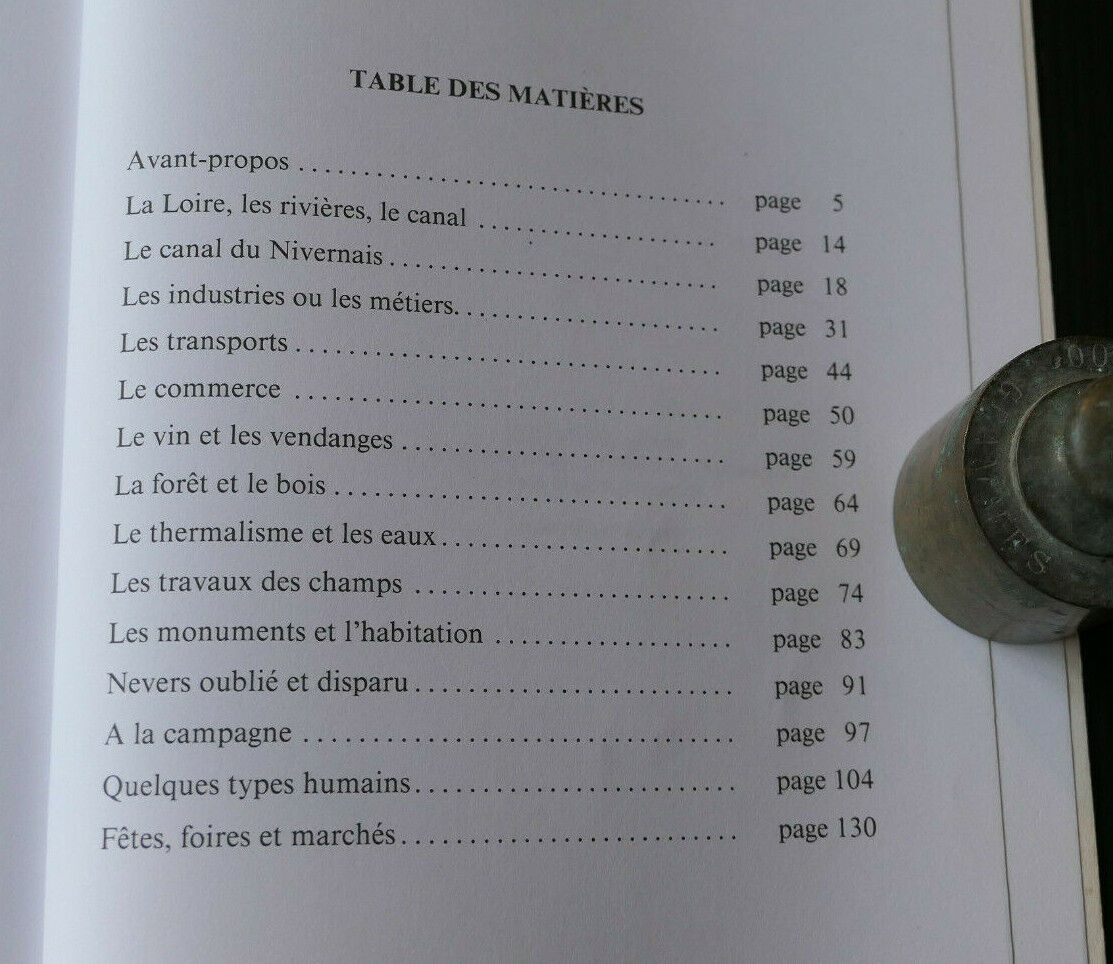 TABLE DES MATIÈRES
Avant-propos ................................. page 5
La Loire, les rivières, le canal ................... page 14
Le canal du Nivernais .......................... page 18
Les industries ou les métiers. .................... page 31
Les transports ................................. page 44
Le commerce ................................. page 50
Le vin et les vendanges ......................... page 59
La forêt et le bois .............................. page 64
Le thermalisme et les eaux ...................... page 69
Les travaux des champs ........................ page 74
Les monuments et l'habitation .................. page 83
Nevers oublié et disparu ........................ page 91
A la campagne ................................ page 97
Quelques types humains ........................ page 104
Fêtes, foires et marchés ......................... page 130